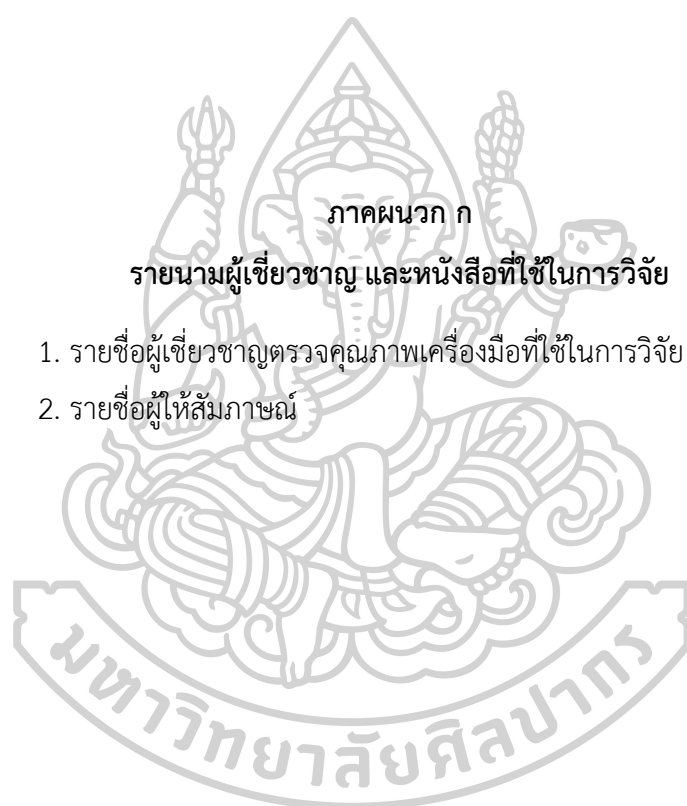 ภาคผนวก ก
รายนามผู้เชี่ยวชาญ และหนังสือที่ใช้ในการวิจัย
1. รายชื่อผู้เชี่ยวชาญตรวจคุณภาพเครื่องมือที่ใช้ในการวิจัย
2. รายชื่อผู้ให้สัมภาษณ์
มหาวิทยาลัยศิลปากร